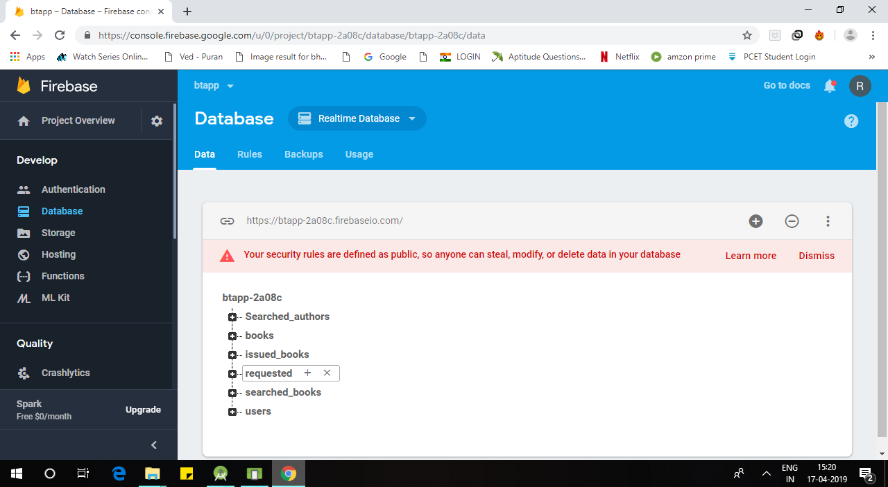 btapp – Database – Firebase con
https://console.firebase.google.com/u/0/project/btapp-2a08c/database/btapp-2a08c/data
Apps Watch Series Onlin... Ved - Puran Image result for bh... Google LOGIN Aptitude Questions... Netflix amzon prime PCET Student Login »
Firebase
btapp
Go to docs
R
Project Overview
Database
Realtime Database
Develop
Data Rules Backups Usage
Authentication
Database
Storage
Hosting
Functions
ML Kit
Quality
Crashlytics
Spark
Free $0/month
Upgrade
https://btapp-2a08c.firebaseio.com/
Your security rules are defined as public, so anyone can steal, modify, or delete data in your database
Learn more Dismiss
btapp-2a08c
Searched_authors
books
issued_books
requested
searched_books
users
ENG
IN
15:20
17-04-2019
2